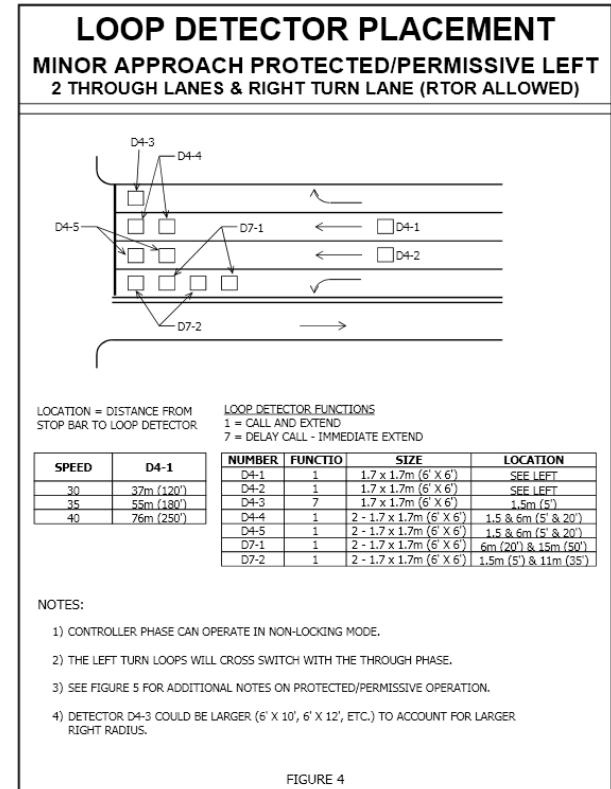 LOOP DETECTOR PLACEMENT
MINOR APPROACH PROTECTED/PERMISSIVE LEFT
2 THROUGH LANES & RIGHT TURN LANE (RTOR ALLOWED)
D4-3
D4-4
D4-5
D7-1
D4-1
D4-2
D7-2
LOCATION = DISTANCE FROM
STOP BAR TO LOOP DETECTOR
SPEED D4-1
30 37m (120')
35 55m (180')
40 76m (250')
LOOP DETECTOR FUNCTIONS
1 = CALL AND EXTEND
7 = DELAY CALL - IMMEDIATE EXTEND
NUMBER FUNCTIO SIZE LOCATION
D4-1 1 1.7 x 1.7m (6' X 6') SEE LEFT
D4-2 1 1.7 x 1.7m (6' X 6') SEE LEFT
D4-3 7 1.7 x 1.7m (6' X 6') 1.5m (5')
D4-4 1 2 - 1.7 x 1.7m (6' X 6') 1.5 & 6m (5' & 20')
D4-5 1 2 - 1.7 x 1.7m (6' X 6') 1.5 & 6m (5' & 20')
D7-1 1 2 - 1.7 x 1.7m (6' X 6') 6m (20') & 15m (50')
D7-2 1 2 - 1.7 x 1.7m (6' X 6') 1.5m (5') & 11m (35')
NOTES:
1) CONTROLLER PHASE CAN OPERATE IN NON-LOCKING MODE.
2) THE LEFT TURN LOOPS WILL CROSS SWITCH WITH THE THROUGH PHASE.
3) SEE FIGURE 5 FOR ADDITIONAL NOTES ON PROTECTED/PERMISSIVE OPERATION.
4) DETECTOR D4-3 COULD BE LARGER (6' X 10', 6' X 12', ETC.) TO ACCOUNT FOR LARGER
RIGHT RADIUS.
FIGURE 4